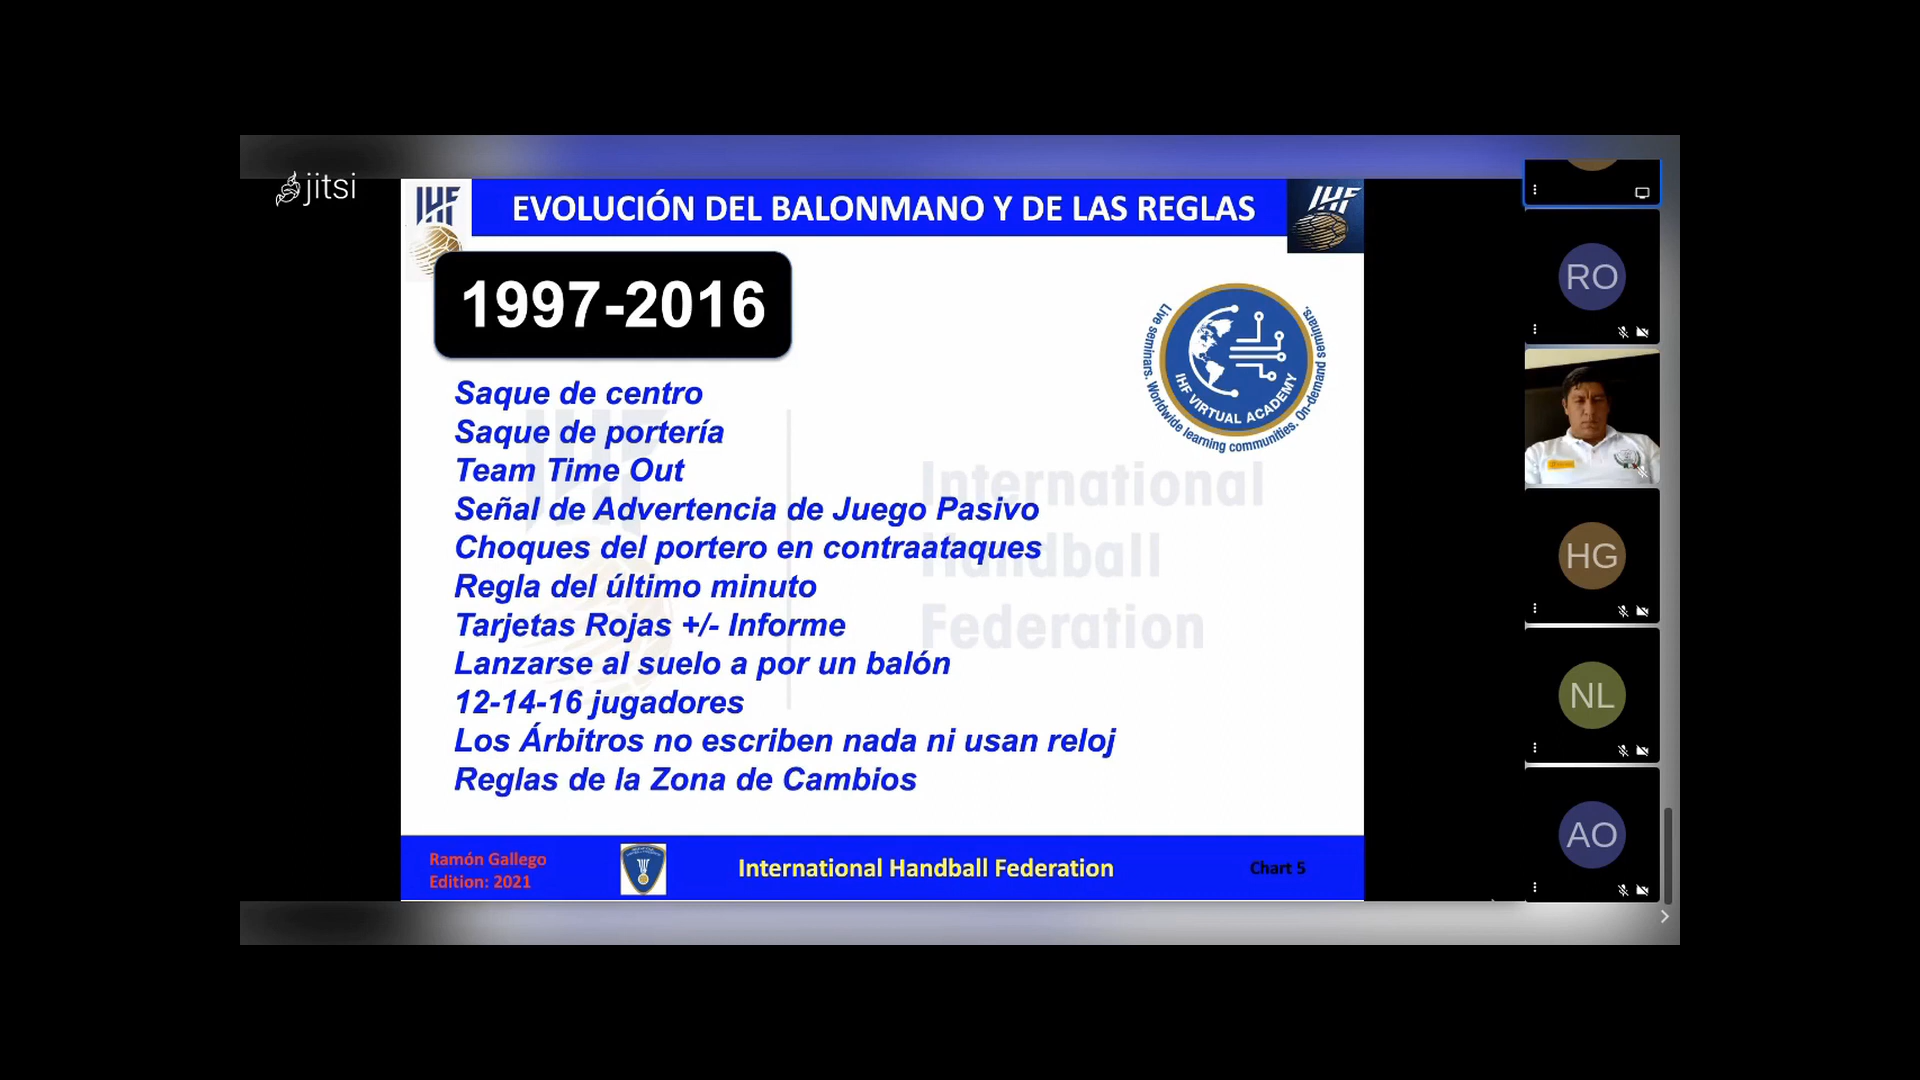 jitsi
IHF
EVOLUCIÓN DEL BALONMANO Y DE LAS REGLAS
IHF
1997-2016
Live seminars. Worldwide learning communities. On-demand seminars.
IHF VIRTUAL ACADEMY
Saque de centro
Saque de portería
Team Time Out
Señal de Advertencia de Juego Pasivo
Choques del portero en contraataques
Regla del último minuto
Tarjetas Rojas +/- Informe
Lanzarse al suelo a por un balón
12-14-16 jugadores
Los Árbitros no escriben nada ni usan reloj
Reglas de la Zona de Cambios
IHF
International
Handball
Federation
Ramón Gallego
Edition: 2021
International Handball Federation
Chart 5
RO
HG
NL
AO